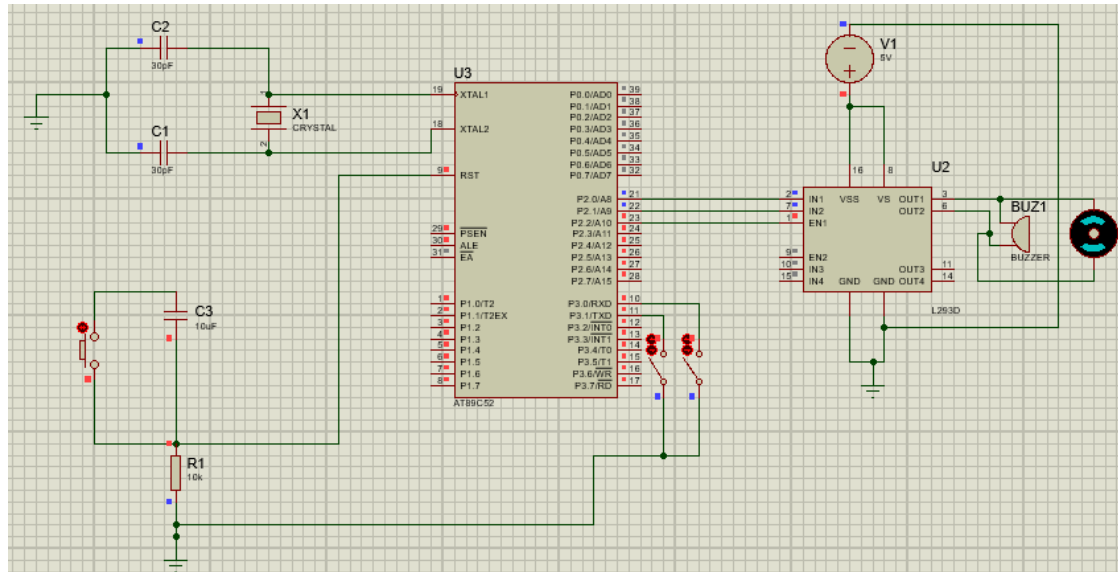 C2
30pF
C1
30pF
1
X1
CRYSTAL
2
U3
19 XTAL1
18 XTAL2
9 RST
29 PSEN
30 ALE
31 EA
1 P1.0/T2
2 P1.1/T2EX
3 P1.2
4 P1.3
5 P1.4
6 P1.5
7 P1.6
8 P1.7
P0.0/AD0 39
P0.1/AD1 38
P0.2/AD2 37
P0.3/AD3 36
P0.4/AD4 35
P0.5/AD5 34
P0.6/AD6 33
P0.7/AD7 32
P2.0/A8 21
P2.1/A9 22
P2.2/A10 23
P2.3/A11 24
P2.4/A12 25
P2.5/A13 26
P2.6/A14 27
P2.7/A15 28
P3.0/RXD 10
P3.1/TXD 11
P3.2/INT0 12
P3.3/INT1 13
P3.4/T0 14
P3.5/T1 15
P3.6/WR 16
P3.7/RD 17
AT89C52
C3
10uF
R1
10k
V1
5V
U2
16 8
2 IN1 VSS VS OUT1 3
7 IN2 OUT2 6
1 EN1
9 EN2
10 IN3 OUT3 11
15 IN4 GND GND OUT4 14
L293D
BUZ1
BUZZER